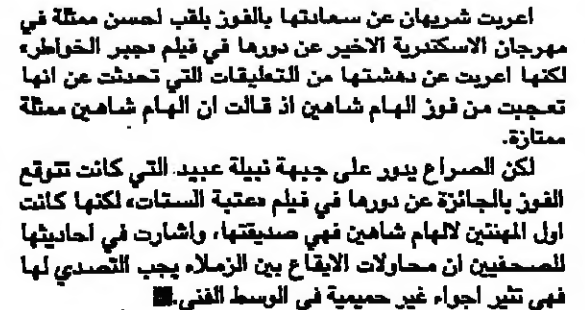 اعربت شريهان عن سعادتها بالفوز بلقب احسن ممثلة في
مهرجان الاسكندرية الاخير عن دورها في فيلم «جبر الخواطر»
لكنها اعربت عن دهشتها من التعليقات التي تحدثت عن انها
تعجبت من فوز الهام شاهين اذ قالت ان الهام شاهين ممثلة
ممتازة.
لكن الصراع يدور على جبهة نبيلة عبيد التي كانت تتوقع
الفوز بالجائزة عن دورها في فيلم «عتبة الستات» لكنها كانت
اول المهنئين لالهام شاهين فهي صديقتها، واشارت في احاديثها
للصحفيين ان محاولات الايقاع بين الزملاء يجب التصدي لها
فهي تثير اجواء غير حميمية في الوسط الفني.